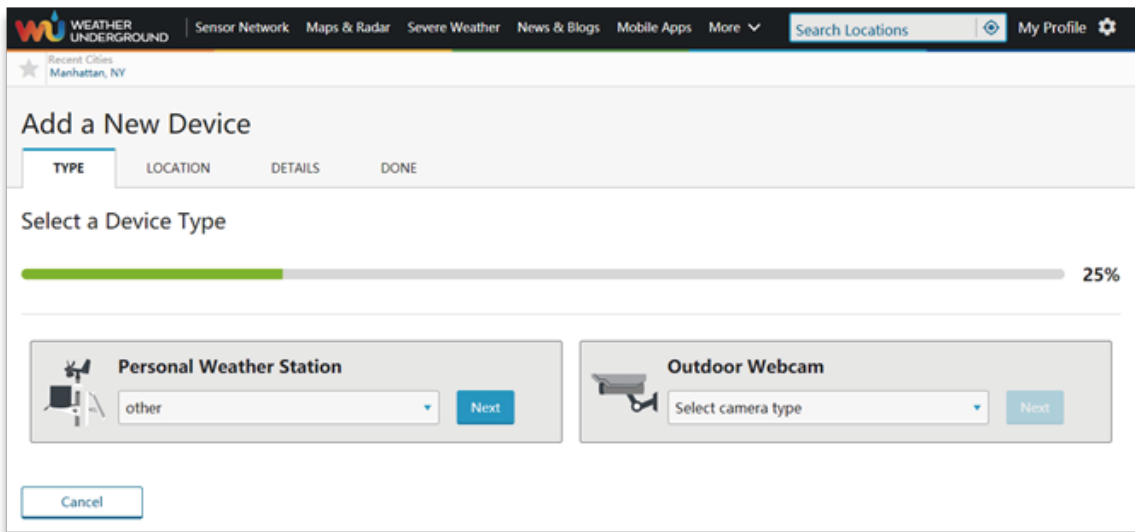 WEATHER UNDERGROUND Sensor Network Maps & Radar Severe Weather News & Blogs Mobile Apps More Search Locations My Profile
Recent Cities
Manhattan, NY
Add a New Device
TYPE LOCATION DETAILS DONE
Select a Device Type
25%
Personal Weather Station
other Next
Outdoor Webcam
Select camera type Next
Cancel